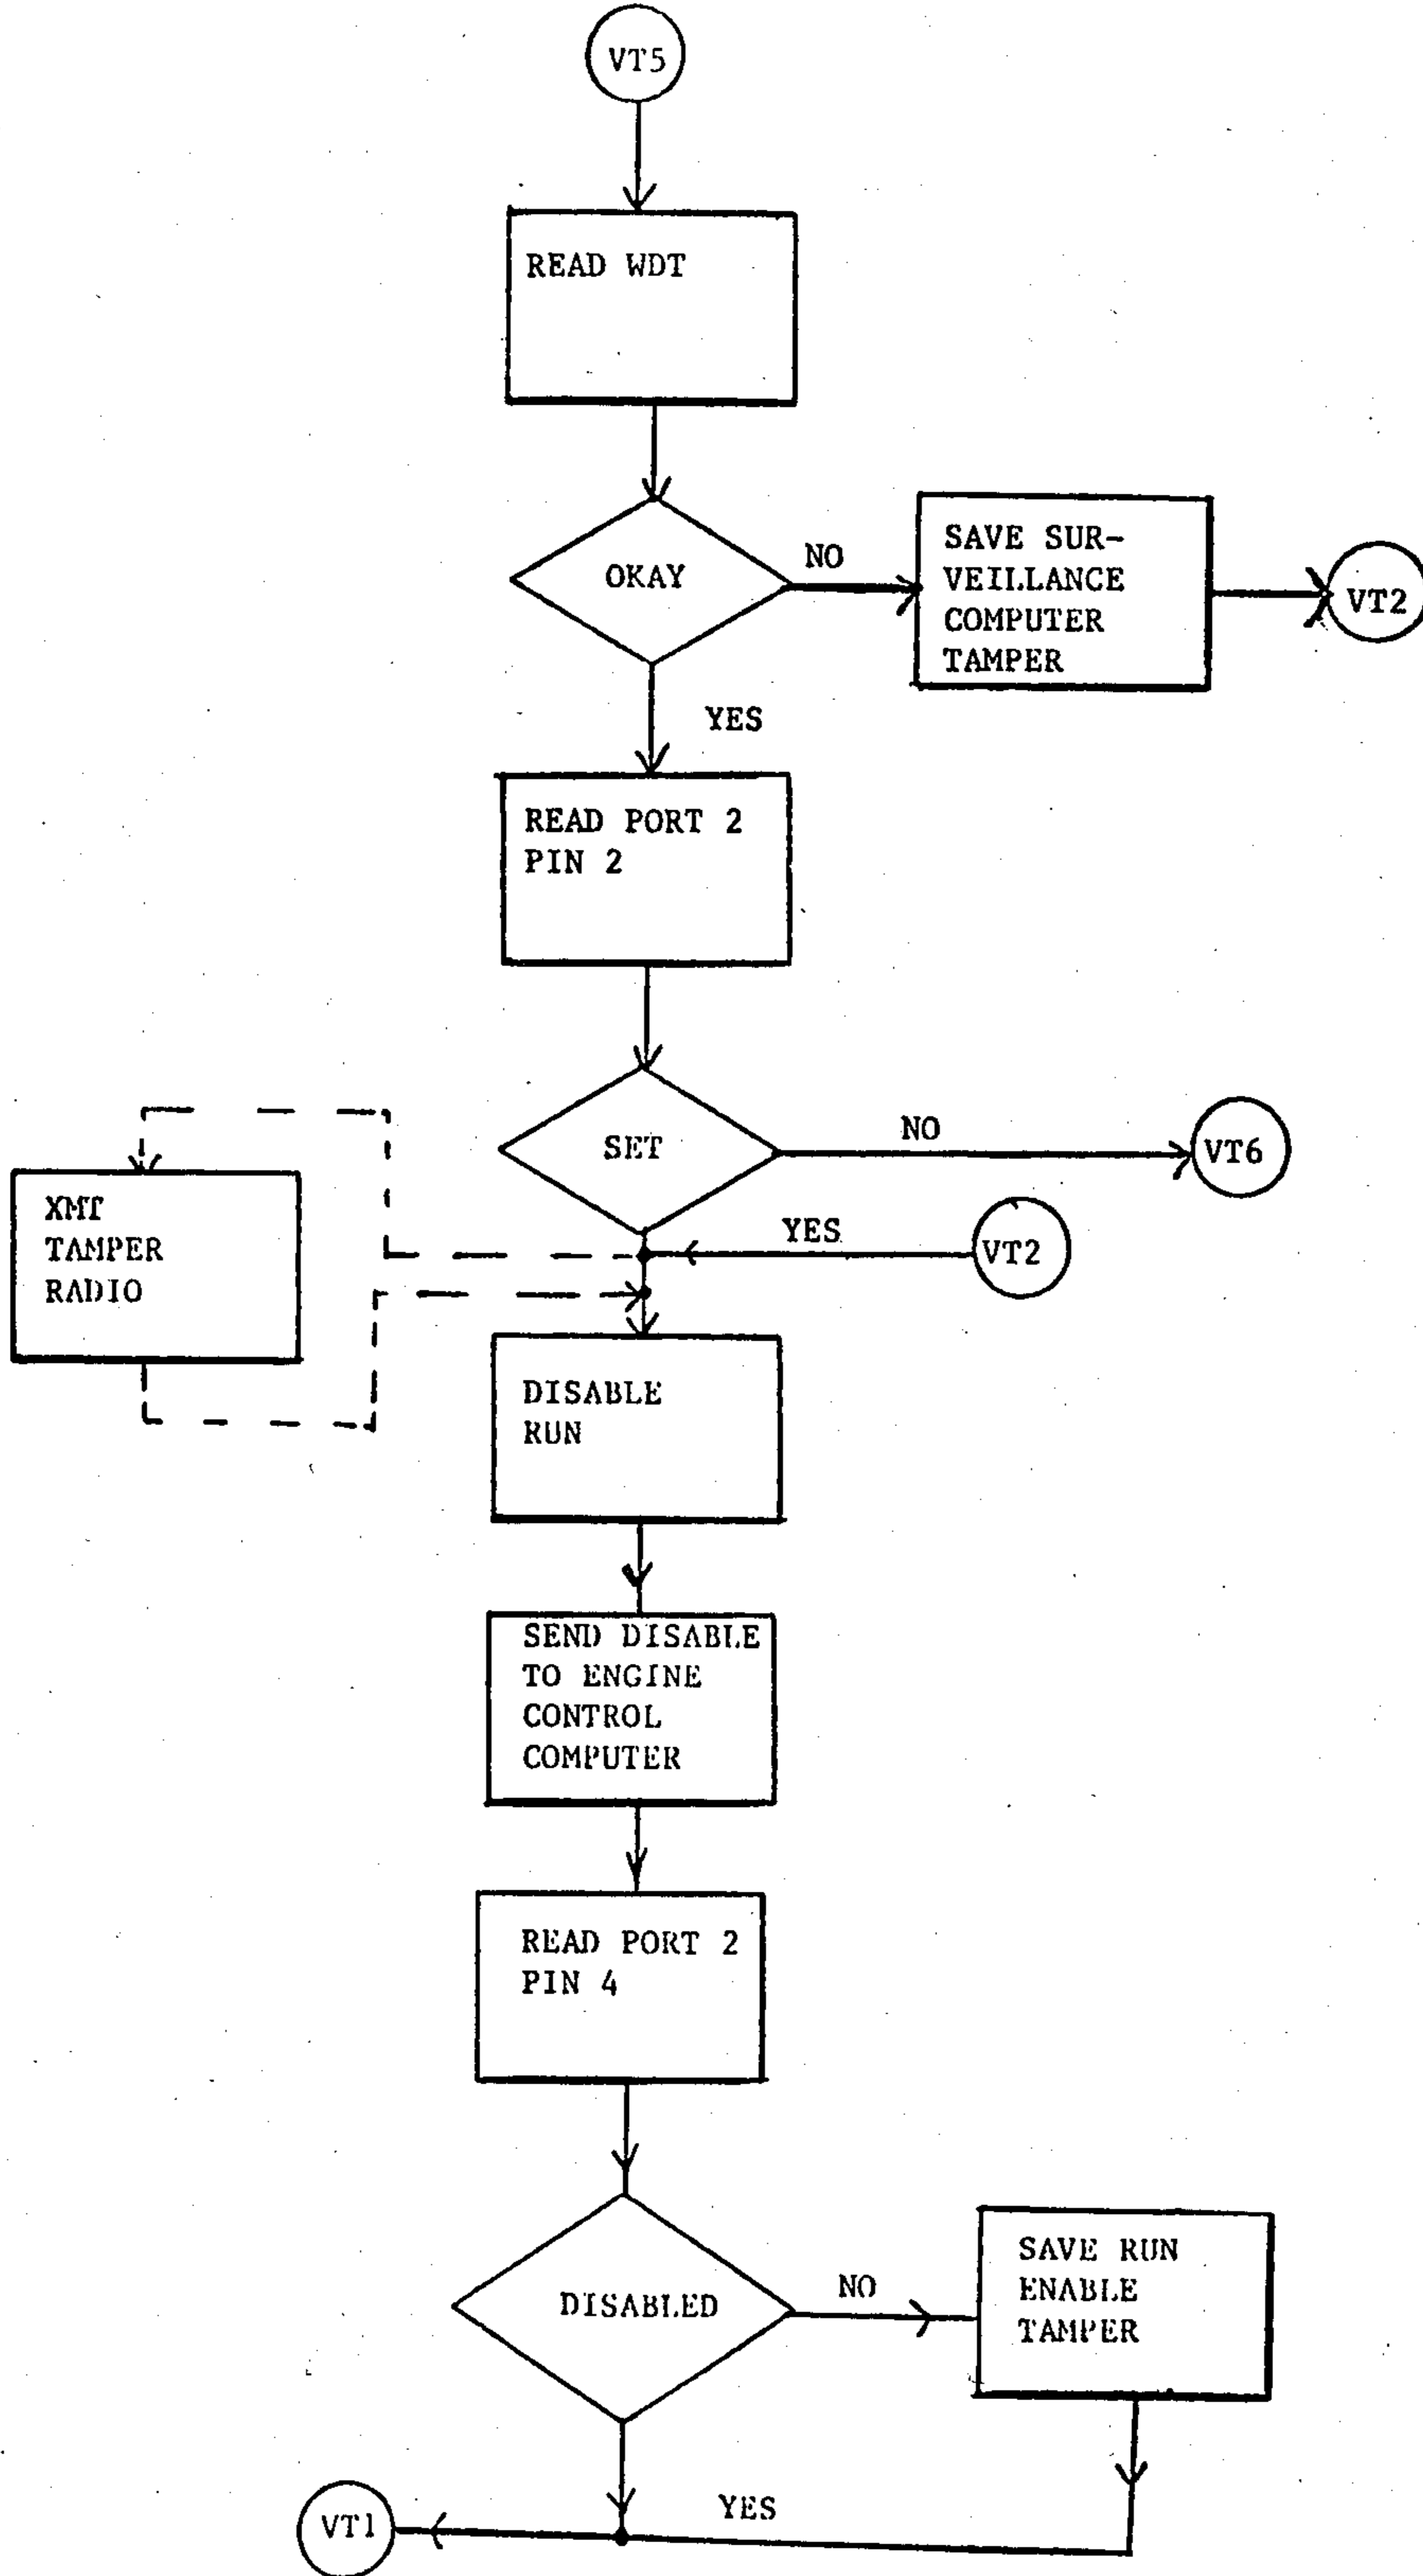 VT5
READ WDT
OKAY
NO
SAVE SUR-
VEILLANCE
COMPUTER
TAMPER
VT2
YES
READ PORT 2
PIN 2
SET
NO
VT6
XMT
TAMPER
RADIO
YES
VT2
DISABLE
RUN
SEND DISABLE
TO ENGINE
CONTROL
COMPUTER
READ PORT 2
PIN 4
DISABLED
NO
SAVE RUN
ENABLE
TAMPER
YES
VT1